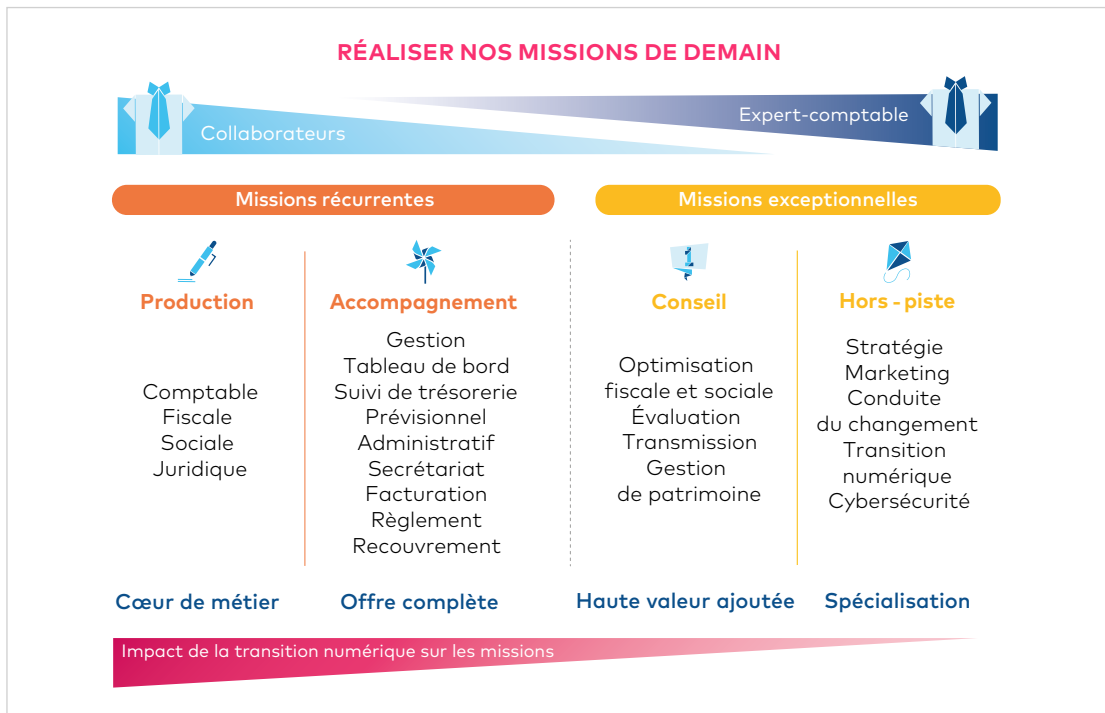 RÉALISER NOS MISSIONS DE DEMAIN
Collaborateurs
Expert-comptable
Missions récurrentes
Missions exceptionnelles
Production
Comptable
Fiscale
Sociale
Juridique
Cœur de métier
Accompagnement
Gestion
Tableau de bord
Suivi de trésorerie
Prévisionnel
Administratif
Secrétariat
Facturation
Règlement
Recouvrement
Offre complète
1
Conseil
Optimisation
fiscale et sociale
Évaluation
Transmission
Gestion
de patrimoine
Haute valeur ajoutée
Hors-piste
Stratégie
Marketing
Conduite
du changement
Transition
numérique
Cybersécurité
Spécialisation
Impact de la transition numérique sur les missions